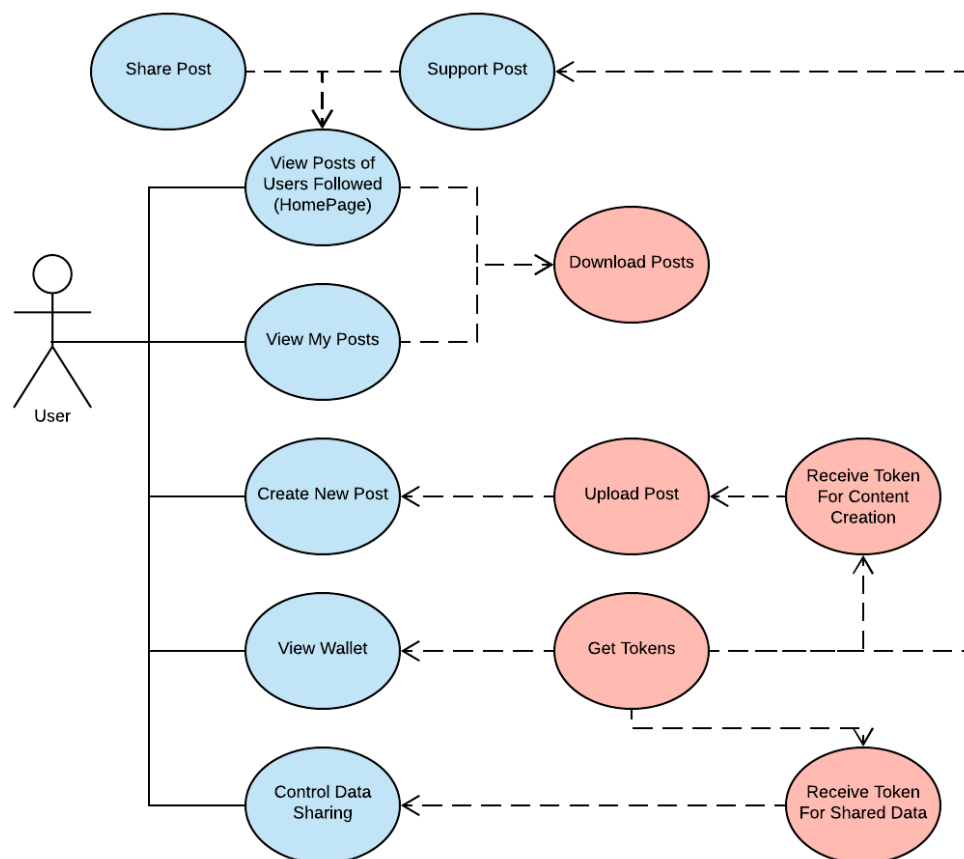 Share Post
Support Post
View Posts of
Users Followed
(HomePage)
Download Posts
View My Posts
User
Create New Post
Upload Post
Receive Token
For Content
Creation
View Wallet
Get Tokens
Control Data
Sharing
Receive Token
For Shared Data